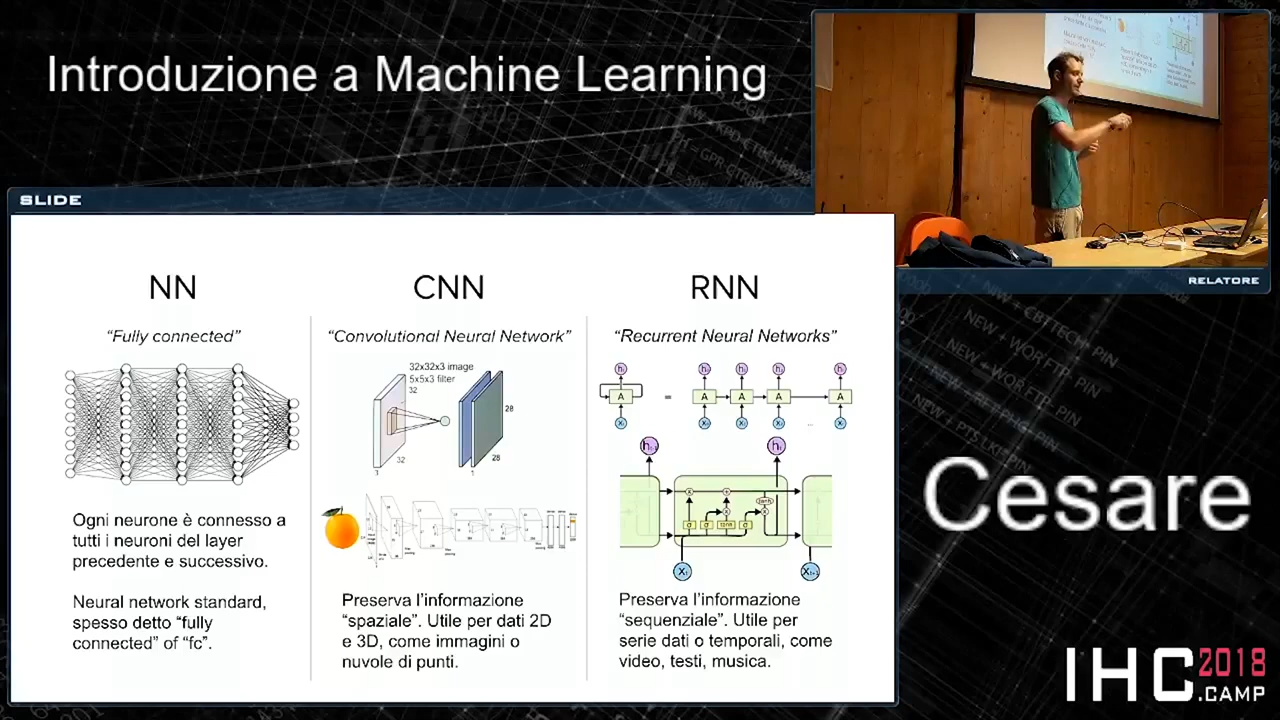 Introduzione a Machine Learning
SLIDE
RELATORE
NN
"Fully connected"
Ogni neurone è connesso a
tutti i neuroni del layer
precedente e successivo.
Neural network standard,
spesso detto "fully
connected" of "fc".
CNN
"Convolutional Neural Network"
32x32x3 image
5x5x3 filter
32
28
32
28
3
1
Preserva l'informazione
"spaziale". Utile per dati 2D
e 3D, come immagini o
nuvole di punti.
RNN
"Recurrent Neural Networks"
A = A A A A
Preserva l'informazione
"sequenziale". Utile per
serie dati o temporali, come
video, testi, musica.
Cesare
IHC 2018
.CAMP